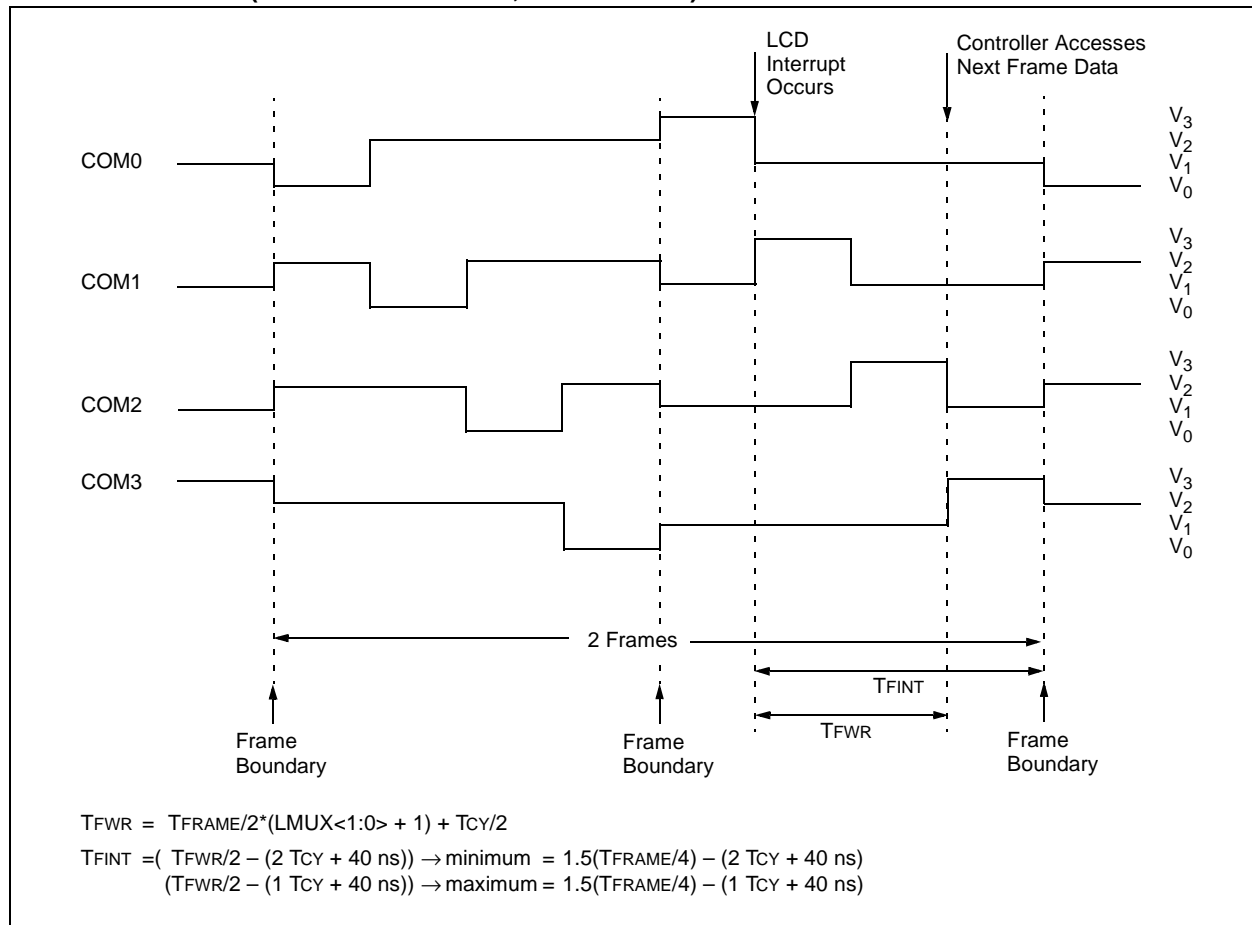 LCD
Interrupt
Occurs
Controller Accesses
Next Frame Data
COM0
V3
V2
V1
V0
COM1
V3
V2
V1
V0
COM2
V3
V2
V1
V0
COM3
V3
V2
V1
V0
2 Frames
TFINT
TFWR
Frame
Boundary
Frame
Boundary
Frame
Boundary
TFWR = TFRAME/2*(LMUX<1:0> + 1) + TCY/2
TFINT =( TFWR/2 – (2 TCY + 40 ns)) → minimum = 1.5(TFRAME/4) – (2 TCY + 40 ns)
(TFWR/2 – (1 TCY + 40 ns)) → maximum = 1.5(TFRAME/4) – (1 TCY + 40 ns)